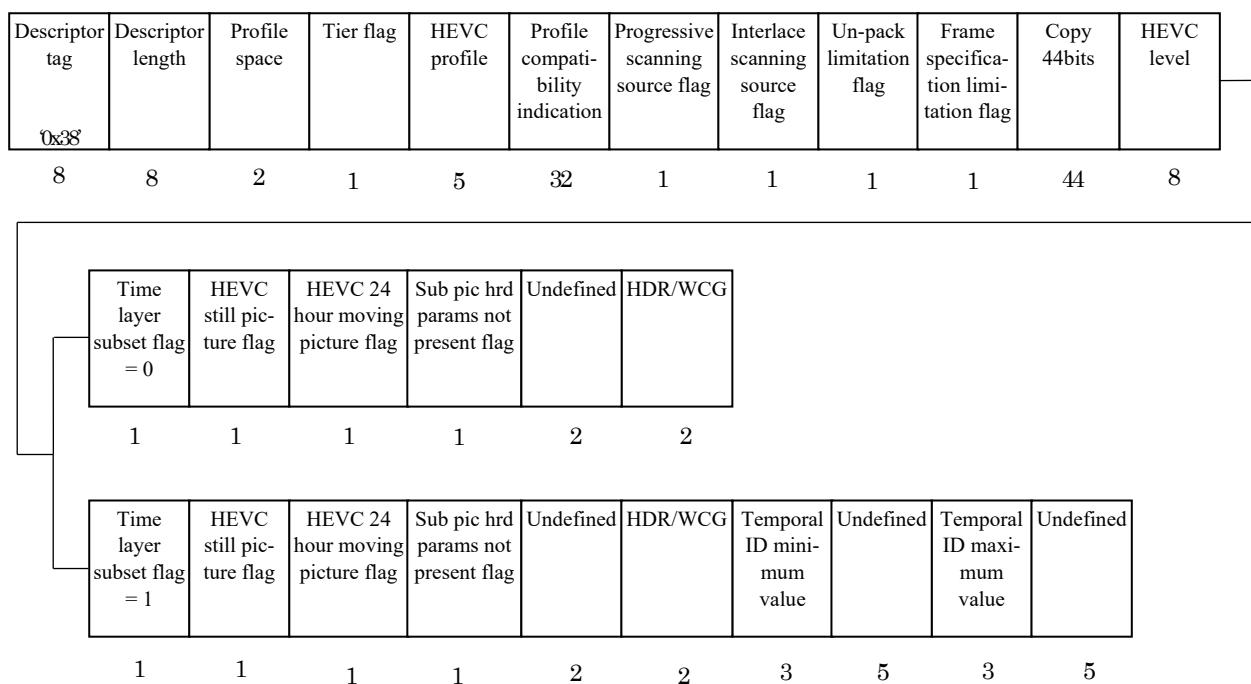 Descriptor
tag
‘0x38’
Descriptor
length
Profile
space
Tier flag
HEVC
profile
Profile
compati-
bility
indication
Progressive
scanning
source flag
Interlace
scanning
source
flag
Un-pack
limitation
flag
Frame
specifica-
tion limi-
tation flag
Copy
44bits
HEVC
level
8 8 2 1 5 32 1 1 1 1 44 8
Time
layer
subset flag
= 0
HEVC
still pic-
ture flag
HEVC 24
hour moving
picture flag
Sub pic hrd
params not
present flag
Undefined
HDR/WCG
1 1 1 1 2 2
Time
layer
subset flag
= 1
HEVC
still pic-
ture flag
HEVC 24
hour moving
picture flag
Sub pic hrd
params not
present flag
Undefined
HDR/WCG
Temporal
ID mini-
mum
value
Undefined
Temporal
ID maxi-
mum
value
Undefined
1 1 1 1 2 2 3 5 3 5